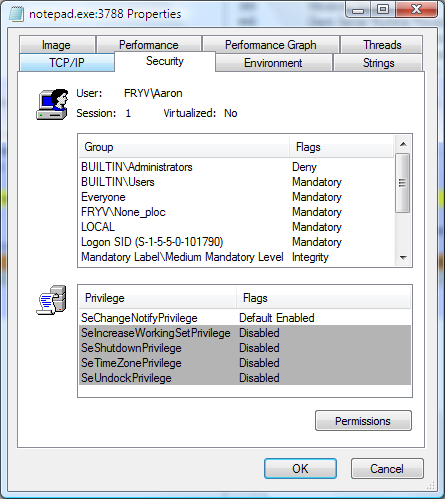 notepad.exe:3788 Properties
Image Performance Performance Graph Threads
TCP/IP Security Environment Strings
User: FRYV\Aaron
Session: 1 Virtualized: No
Group Flags
BUILTIN\Administrators Deny
BUILTIN\Users Mandatory
Everyone Mandatory
FRYV\None_ploc Mandatory
LOCAL Mandatory
Logon SID (S-1-5-5-0-101790) Mandatory
Mandatory Label\Medium Mandatory Level Integrity
Privilege Flags
SeChangeNotifyPrivilege Default Enabled
SeIncreaseWorkingSetPrivilege Disabled
SeShutdownPrivilege Disabled
SeTimeZonePrivilege Disabled
SeUndockPrivilege Disabled
Permissions
OK Cancel